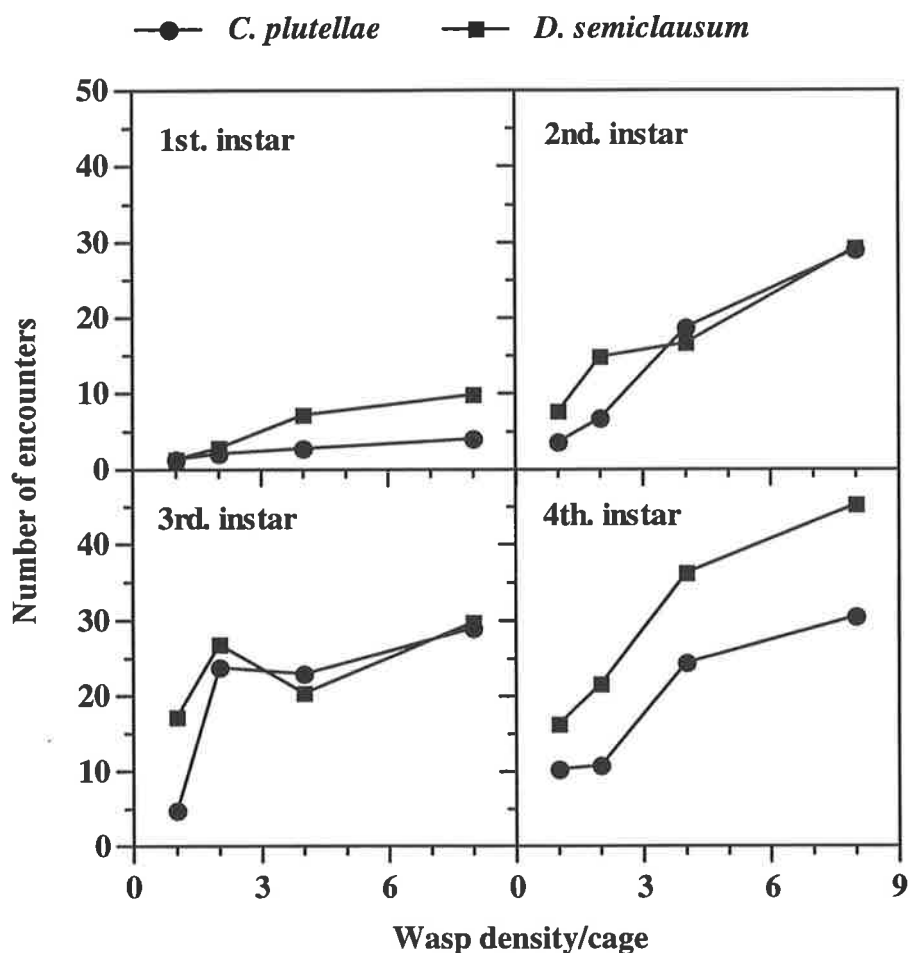 C. plutellae D. semiclausum
50
1st. instar 2nd. instar
40
30
20
10
0
3rd. instar 4th. instar
40
30
20
10
0
0 3 6 0 3 6 9
Number of encounters
Wasp density/cage